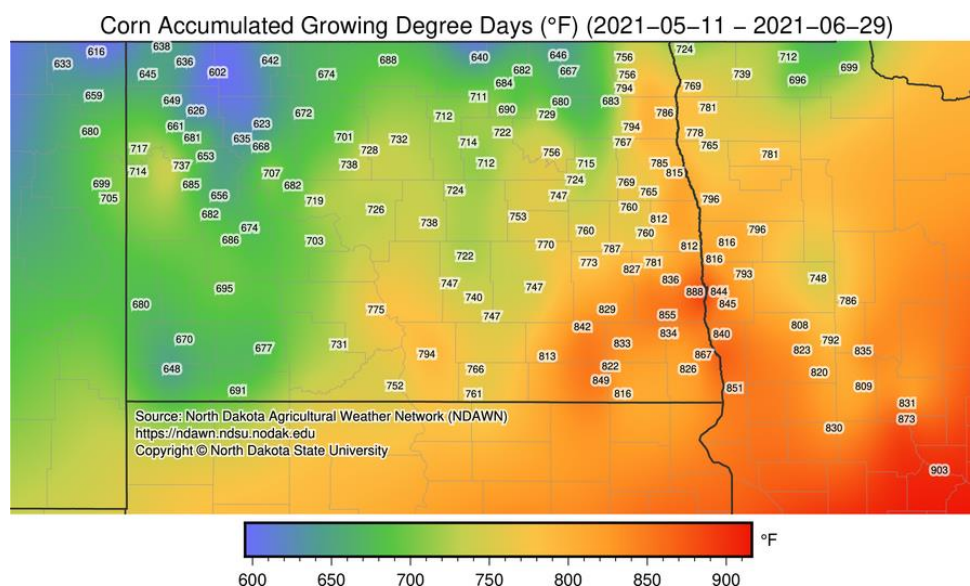 Corn Accumulated Growing Degree Days (°F) (2021–05–11 – 2021–06–29)
616 638 633 636 642 688 640 646 756 724 712
645 602 674 682 667 756 739 699
684 794 769 696
659 649 711 680 683
626 672 712 690 729 786 781
680 661 623 794
681 635 701 732 722 767 778
717 653 668 728 714 756 765
714 737 738 712 715 785 781
699 685 707 682 724 769 815
705 656 719 724 747 765 796
682 726 753 760 812
674 738 760 760 796
686 703 770 787 812 816
722 773 827 781 816
695 747 747 836 793 748
680 775 740 829 888 844 786
747 842 855 845
670 677 731 833 834 840 808 792
648 794 813 867 823 835
766 822 826 820
691 752 761 849 816 851 809
831
873
830
903
Source: North Dakota Agricultural Weather Network (NDAWN)
https://ndawn.ndsu.nodak.edu
Copyright © North Dakota State University
°F
600 650 700 750 800 850 900